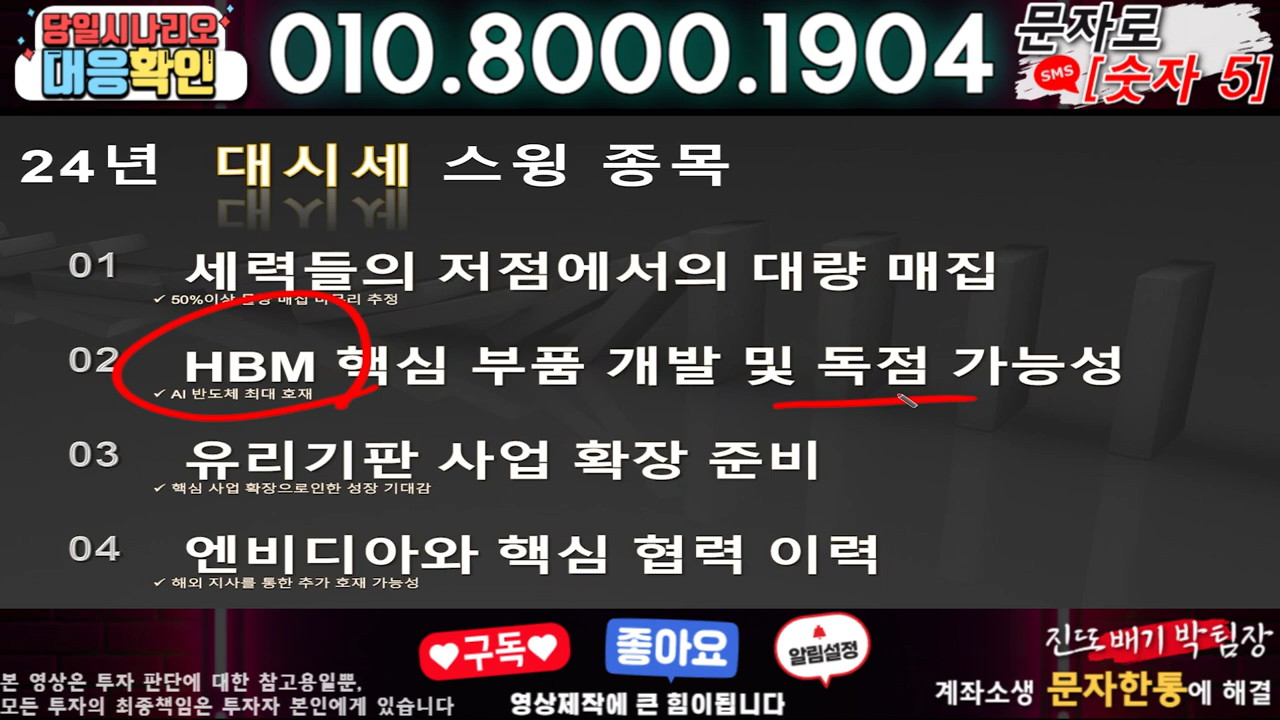 당일시나리오
대응확인
010.8000.1904
문자로
SMS [숫자 5]
24년 대시세 스윙 종목
01 세력들의 저점에서의 대량 매집
✓ 50%이상 물량 매집 마무리 추정
02 HBM 핵심 부품 개발 및 독점 가능성
✓ AI 반도체 최대 호재
03 유리기판 사업 확장 준비
✓ 핵심 사업 확장으로인한 성장 기대감
04 엔비디아와 핵심 협력 이력
✓ 해외 지사를 통한 추가 호재 가능성
구독
좋아요
알림설정
영상제작에 큰 힘이됩니다
본 영상은 투자 판단에 대한 참고용일뿐,
모든 투자의 최종책임은 투자자 본인에게 있습니다
진또배기 박팀장
계좌소생 문자한통에 해결